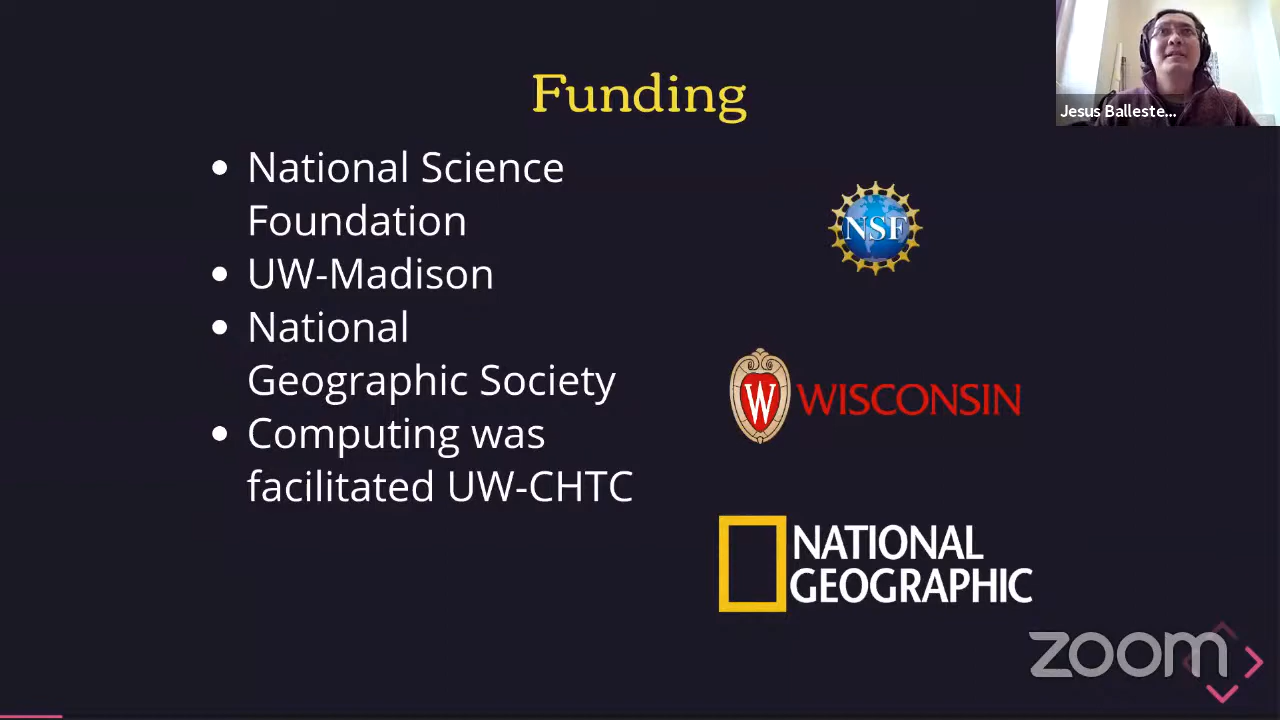 Funding
Jesus Balleste...
• National Science
Foundation
• UW-Madison
• National
Geographic Society
• Computing was
facilitated UW-CHTC
NSF
W WISCONSIN
NATIONAL
GEOGRAPHIC
zoom